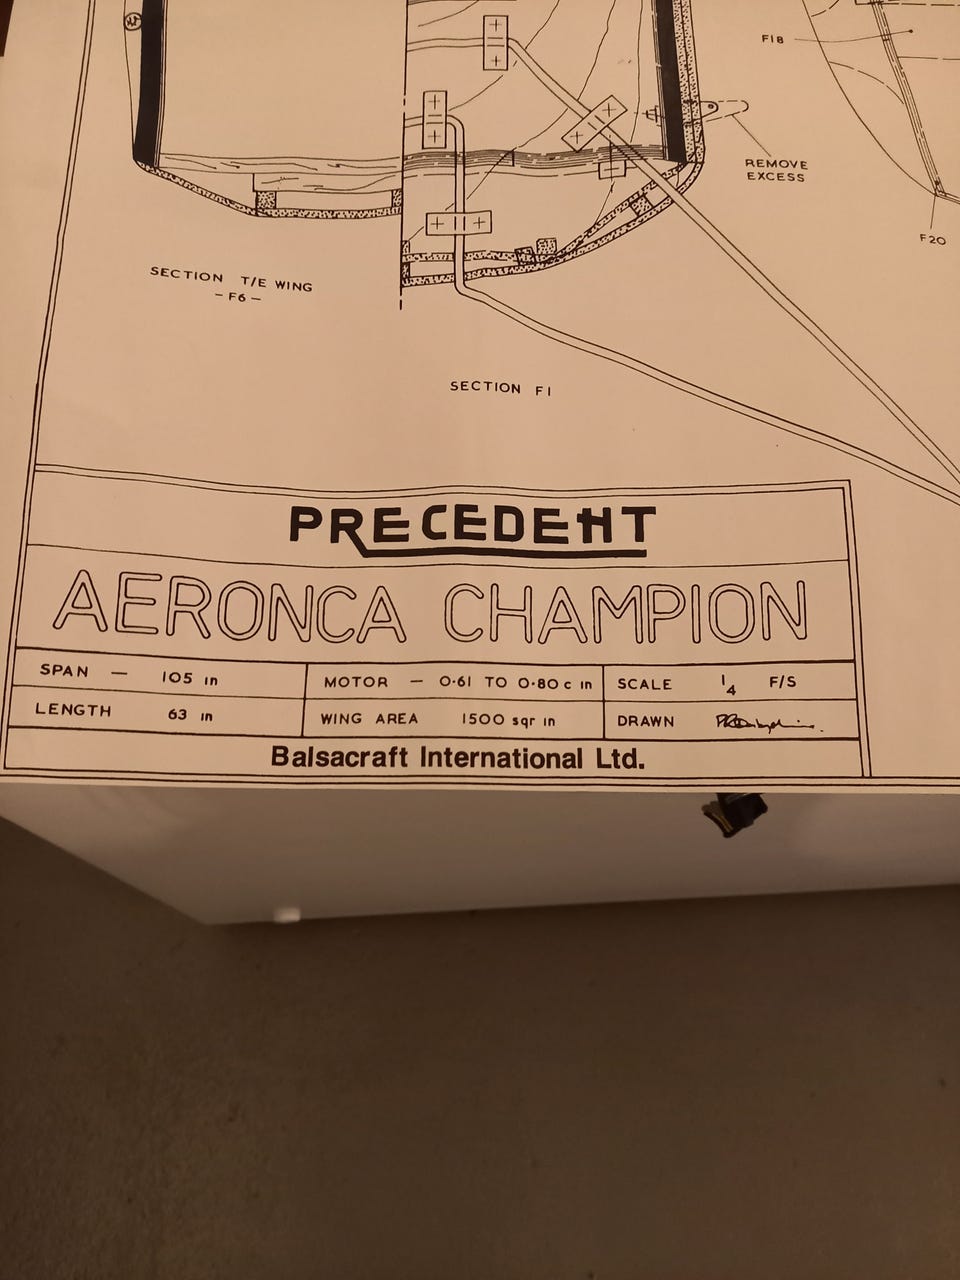 F18
REMOVE
EXCESS
F20
SECTION T/E WING
- F6 -
SECTION F1
PRECEDENT
AERONCA CHAMPION
SPAN — 105 in
MOTOR — 0·61 TO 0·80 c in
SCALE 1/4 F/S
LENGTH 63 in
WING AREA 1500 sqr in
DRAWN
Balsacraft International Ltd.